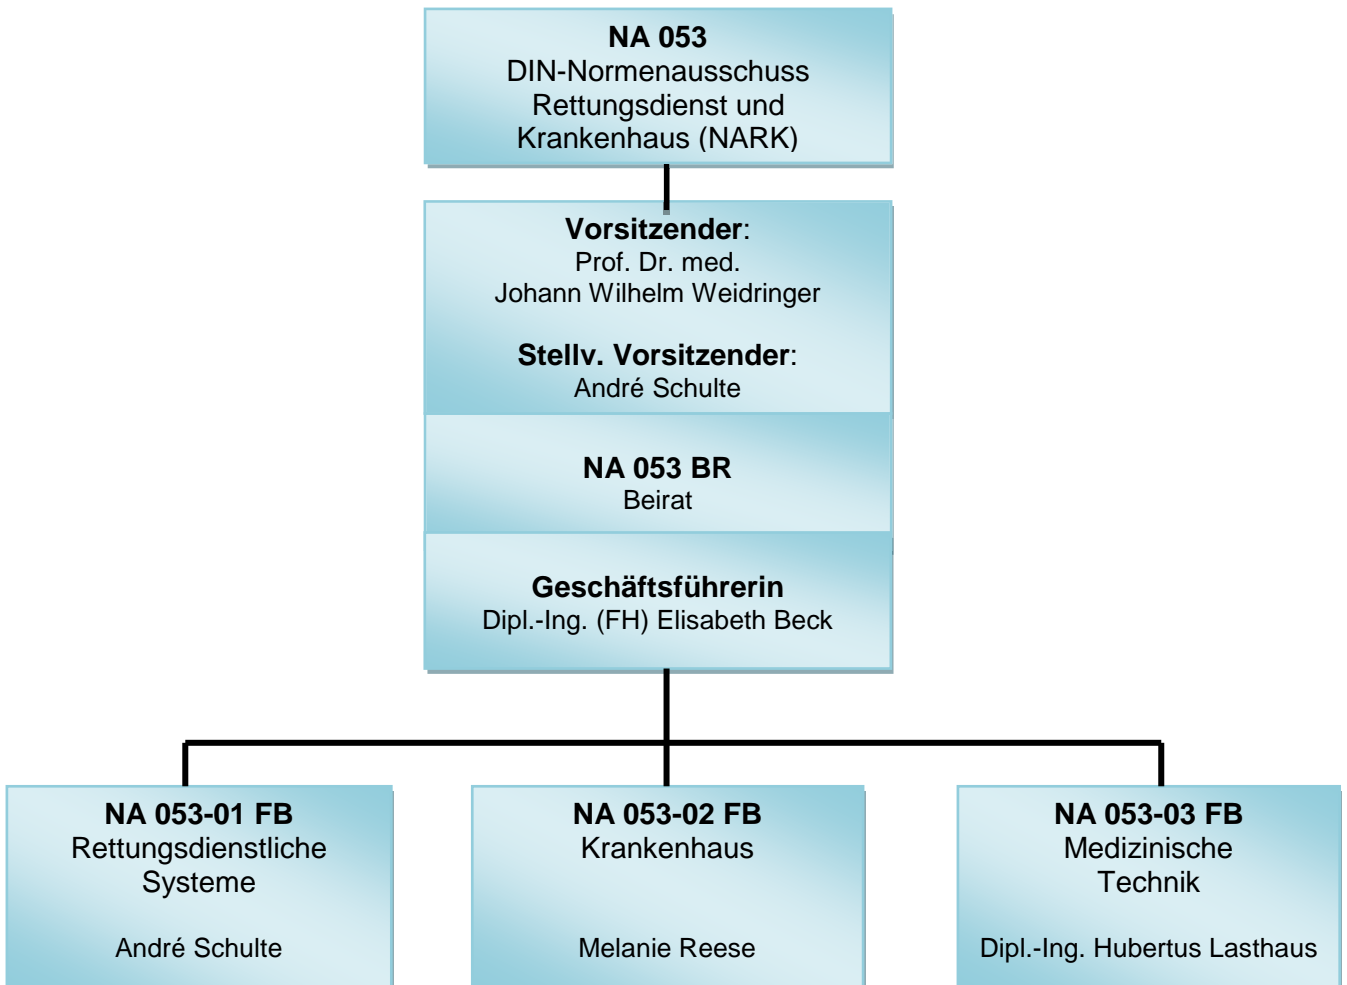 NA 053
DIN-Normenausschuss
Rettungsdienst und
Krankenhaus (NARK)
Vorsitzender:
Prof. Dr. med.
Johann Wilhelm Weidringer
Stellv. Vorsitzender:
André Schulte
NA 053 BR
Beirat
Geschäftsführerin
Dipl.-Ing. (FH) Elisabeth Beck
NA 053-01 FB
Rettungsdienstliche
Systeme
André Schulte
NA 053-02 FB
Krankenhaus
Melanie Reese
NA 053-03 FB
Medizinische
Technik
Dipl.-Ing. Hubertus Lasthaus